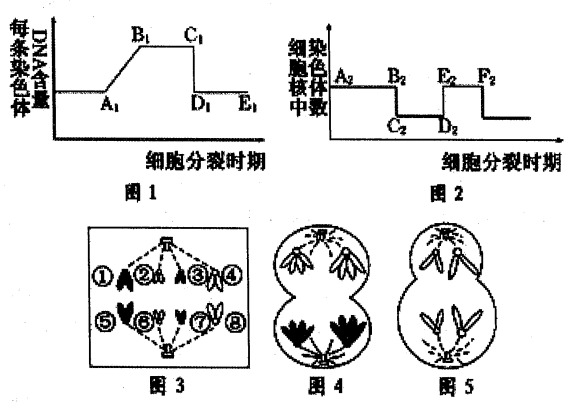 每条染色体
DNA含量
A₁
B₁
C₁
D₁
E₁
细胞分裂时期
图1
细胞核中
染色体数
A₂
B₂
C₂
D₂
E₂
F₂
细胞分裂时期
图2
① ② ③ ④
⑤ ⑥ ⑦ ⑧
图3
图4
图5